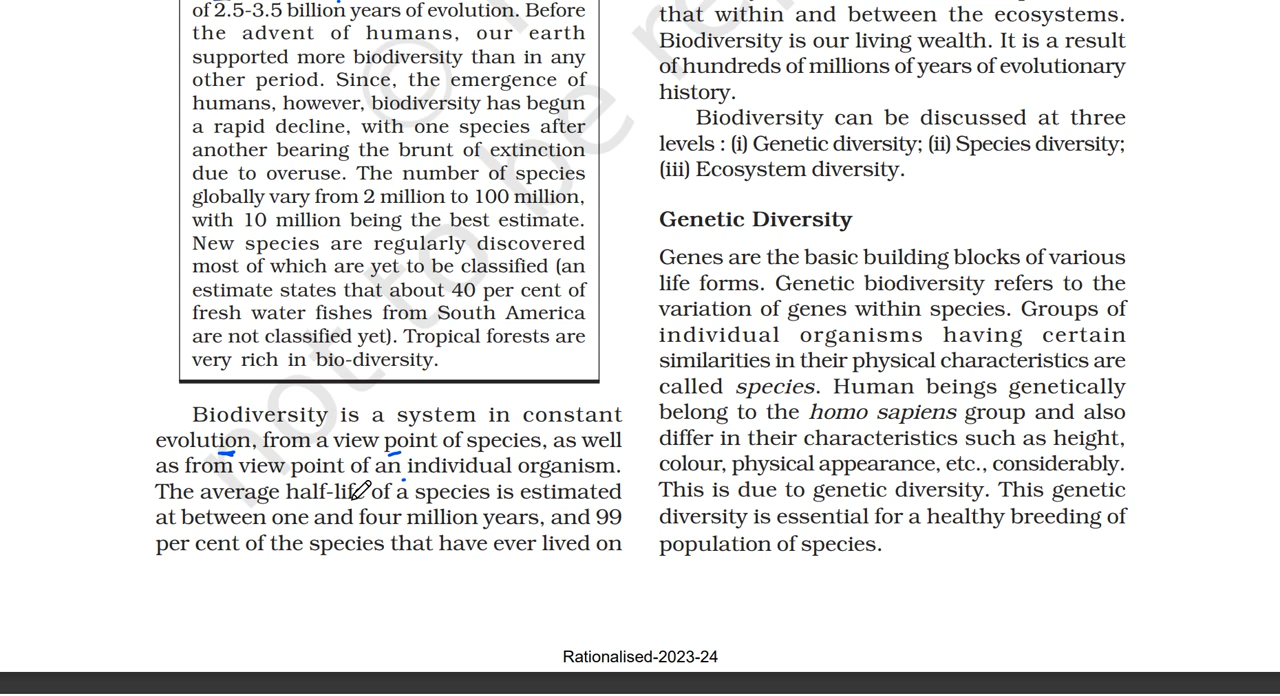 of 2.5-3.5 billion years of evolution. Before
the advent of humans, our earth
supported more biodiversity than in any
other period. Since, the emergence of
humans, however, biodiversity has begun
a rapid decline, with one species after
another bearing the brunt of extinction
due to overuse. The number of species
globally vary from 2 million to 100 million,
with 10 million being the best estimate.
New species are regularly discovered
most of which are yet to be classified (an
estimate states that about 40 per cent of
fresh water fishes from South America
are not classified yet). Tropical forests are
very rich in bio-diversity.
Biodiversity is a system in constant
evolution, from a view point of species, as well
as from view point of an individual organism.
The average half-life of a species is estimated
at between one and four million years, and 99
per cent of the species that have ever lived on
that within and between the ecosystems.
Biodiversity is our living wealth. It is a result
of hundreds of millions of years of evolutionary
history.
Biodiversity can be discussed at three
levels : (i) Genetic diversity; (ii) Species diversity;
(iii) Ecosystem diversity.
Genetic Diversity
Genes are the basic building blocks of various
life forms. Genetic biodiversity refers to the
variation of genes within species. Groups of
individual organisms having certain
similarities in their physical characteristics are
called species. Human beings genetically
belong to the homo sapiens group and also
differ in their characteristics such as height,
colour, physical appearance, etc., considerably.
This is due to genetic diversity. This genetic
diversity is essential for a healthy breeding of
population of species.
Rationalised-2023-24
not to be re
©